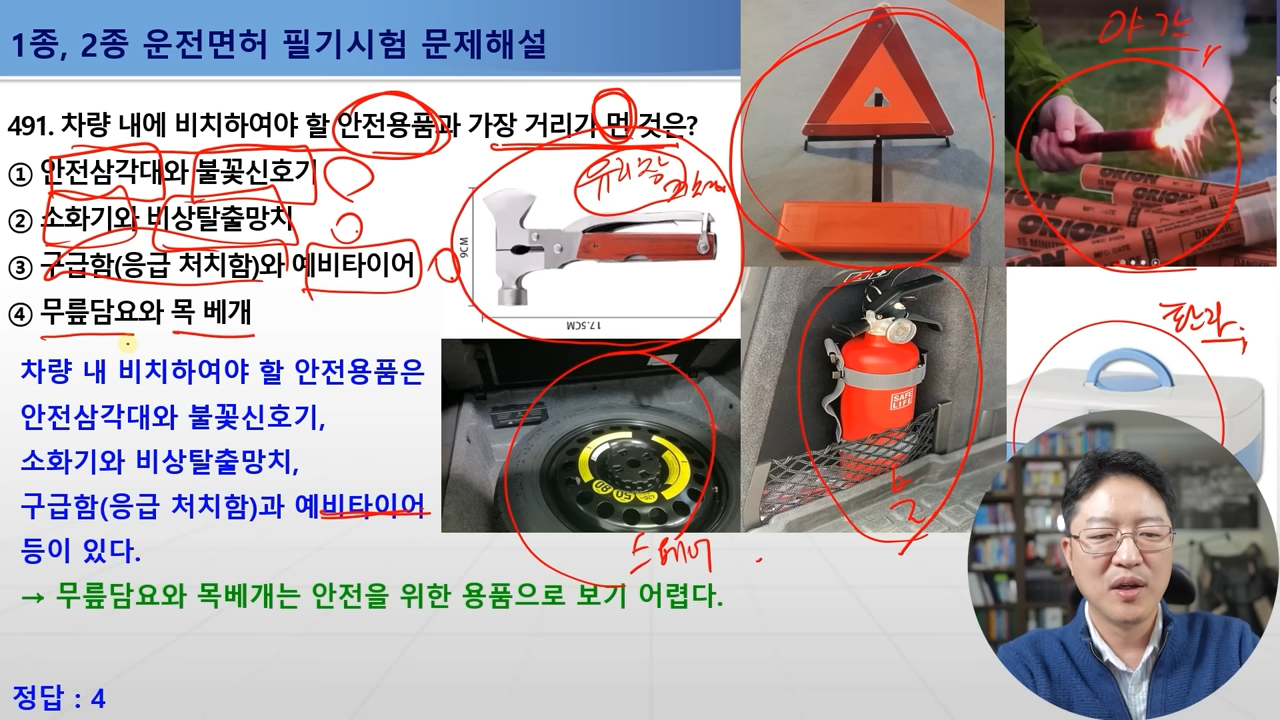 1종, 2종 운전면허 필기시험 문제해설
491. 차량 내에 비치하여야 할 안전용품과 가장 거리가 먼 것은?
① 안전삼각대와 불꽃신호기
② 소화기와 비상탈출망치
③ 구급함(응급 처치함)와 예비타이어
④ 무릎담요와 목 베개
차량 내 비치하여야 할 안전용품은
안전삼각대와 불꽃신호기,
소화기와 비상탈출망치,
구급함(응급 처치함)과 예비타이어
등이 있다.
→ 무릎담요와 목베개는 안전을 위한 용품으로 보기 어렵다.
정답 : 4
유리창
9CM
17.5CM
야간
ORION
ORION
ORION
ORION
15 MINUTE
DANGER
SAFE
LIFE
스페어